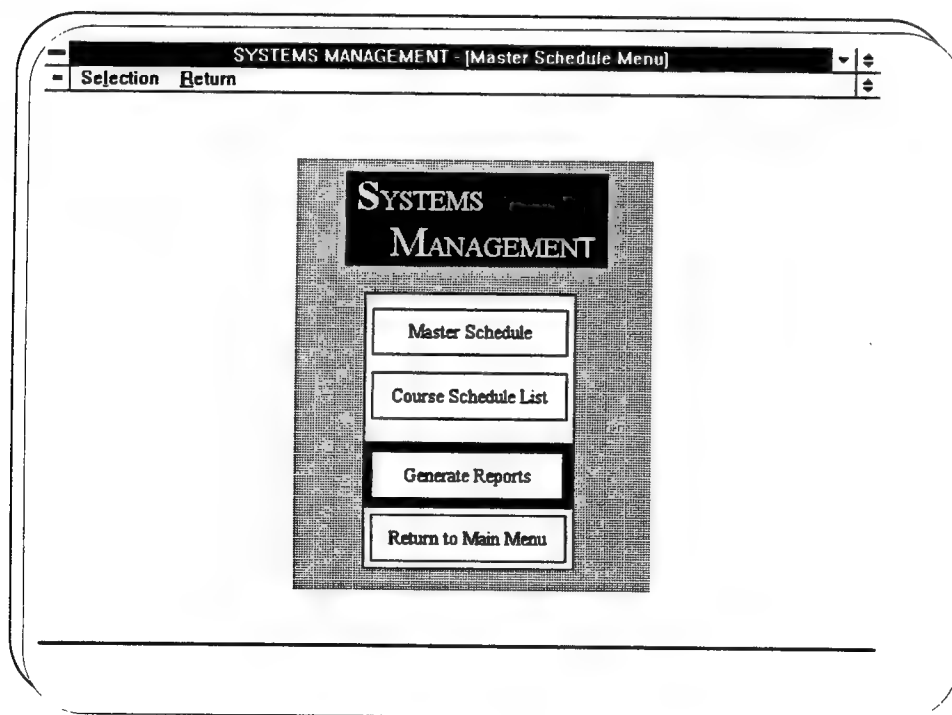 SYSTEMS MANAGEMENT - [Master Schedule Menu]
Selection Return
SYSTEMS
MANAGEMENT
Master Schedule
Course Schedule List
Generate Reports
Return to Main Menu